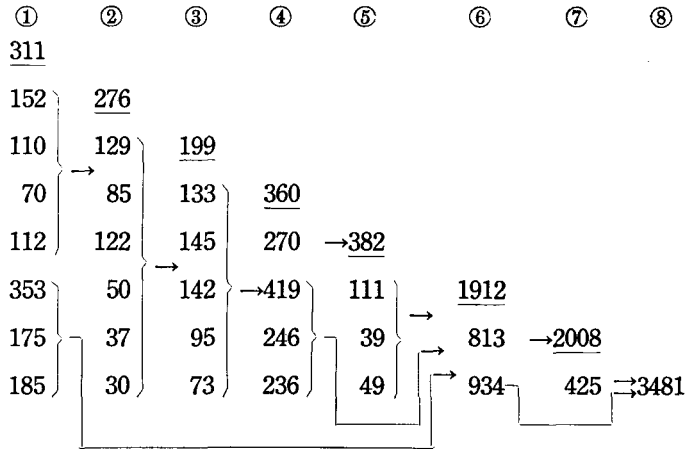 ① ② ③ ④ ⑤ ⑥ ⑦ ⑧
311
152 276
110 → 129 199
70 85 133 360
112 122 145 270 → 382
353 50 → 142 → 419 111 → 1912
175 37 95 246 39 → 813 → 2008
185 30 73 236 49 → 934 425 ⇉ 3481